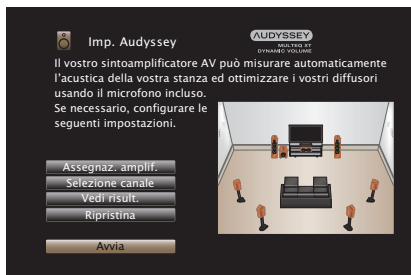 Imp. Audyssey
AUDYSSEY
MULTEQ XT
DYNAMIC VOLUME
Il vostro sintoamplificatore AV può misurare automaticamente
l'acustica della vostra stanza ed ottimizzare i vostri diffusori
usando il microfono incluso.
Se necessario, configurare le
seguenti impostazioni.
Assegnaz. amplif.
Selezione canale
Vedi risult.
Ripristina
Avvia